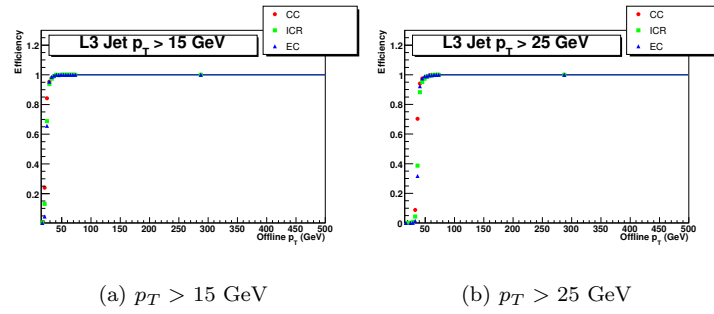 L3 Jet p_T > 15 GeV
CC
ICR
EC
Efficiency
1.2
1
0.8
0.6
0.4
0.2
0
50 100 150 200 250 300 350 400 450 500
Offline p_T (GeV)
(a) p_T > 15 GeV
L3 Jet p_T > 25 GeV
CC
ICR
EC
Efficiency
1.2
1
0.8
0.6
0.4
0.2
0
50 100 150 200 250 300 350 400 450 500
Offline p_T (GeV)
(b) p_T > 25 GeV